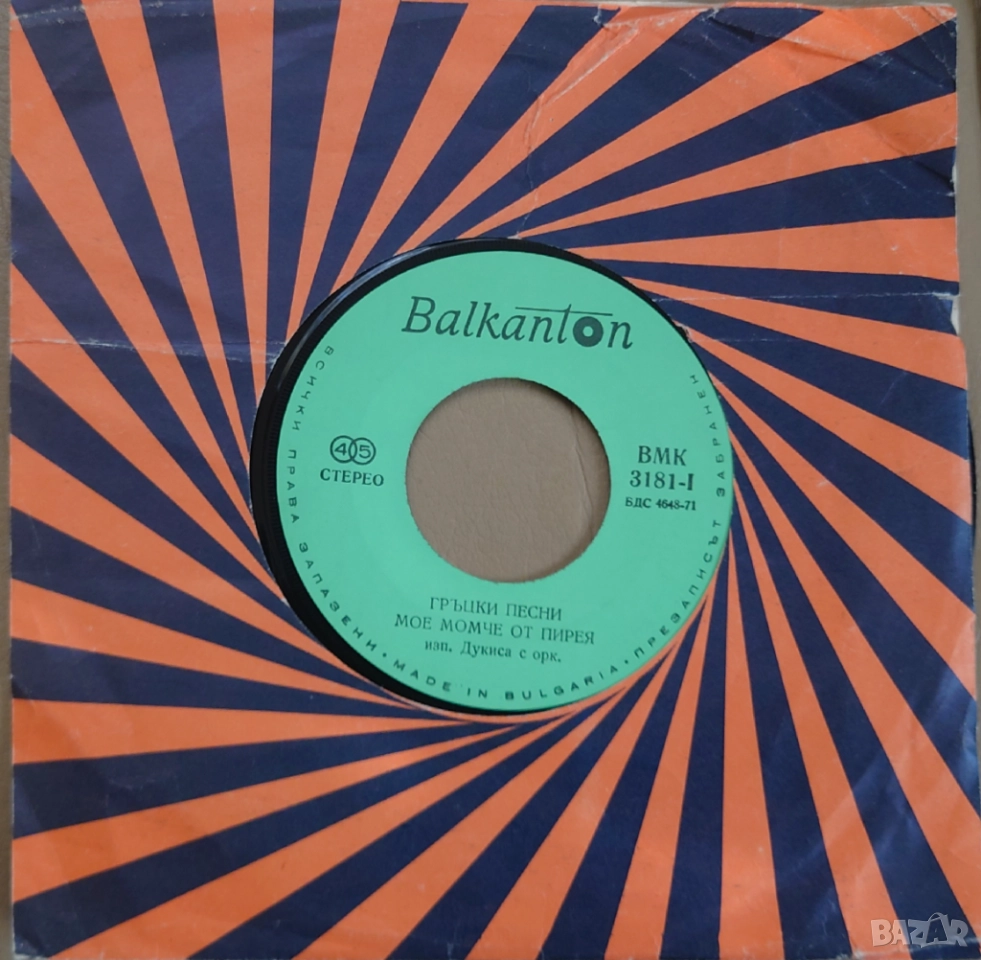 Balkanton
45
СТЕРЕО
ВМК
3181-I
БДС 4648-71
ГРЪЦКИ ПЕСНИ
МОЕ МОМЧЕ ОТ ПИРЕЯ
изп. Дукиса с орк.
ВСИЧКИ ПРАВА ЗАПАЗЕНИ • MADE IN BULGARIA • ПРЕЗАПИСЪТ ЗАБРАНЕН
BAZAR